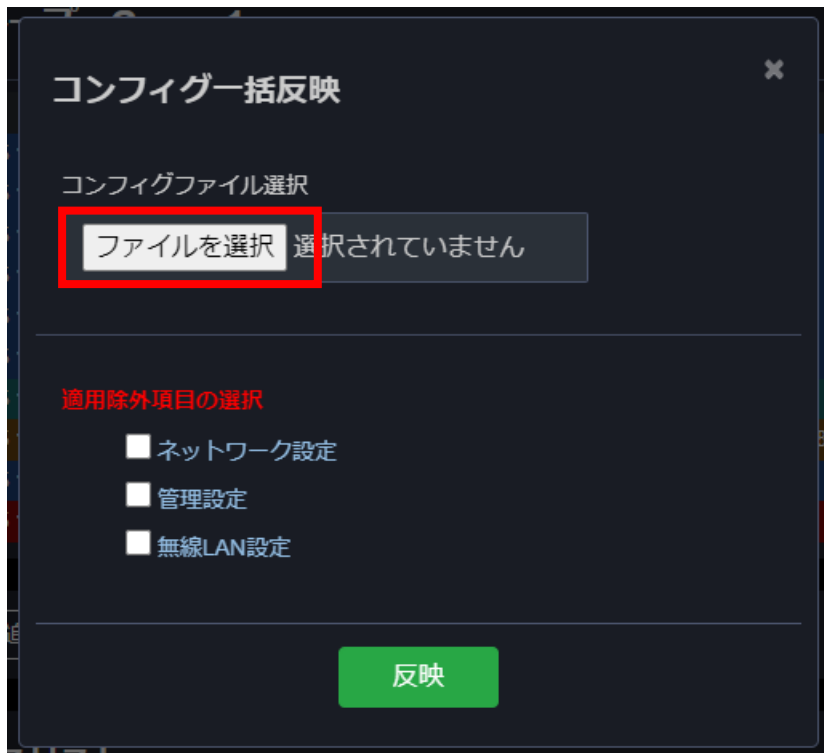 コンフィグ一括反映
コンフィグファイル選択
ファイルを選択 選択されていません
適用除外項目の選択
ネットワーク設定
管理設定
無線LAN設定
反映